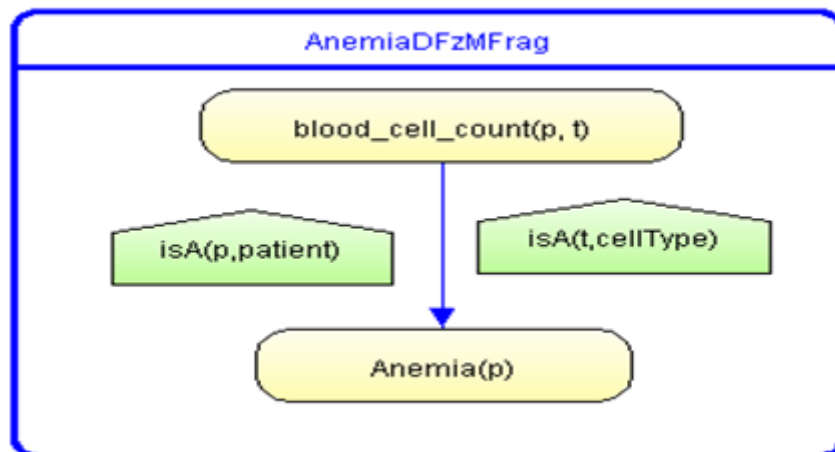 AnemiaDFzMFrag
blood_cell_count(p, t)
isA(p,patient)
isA(t,cellType)
Anemia(p)